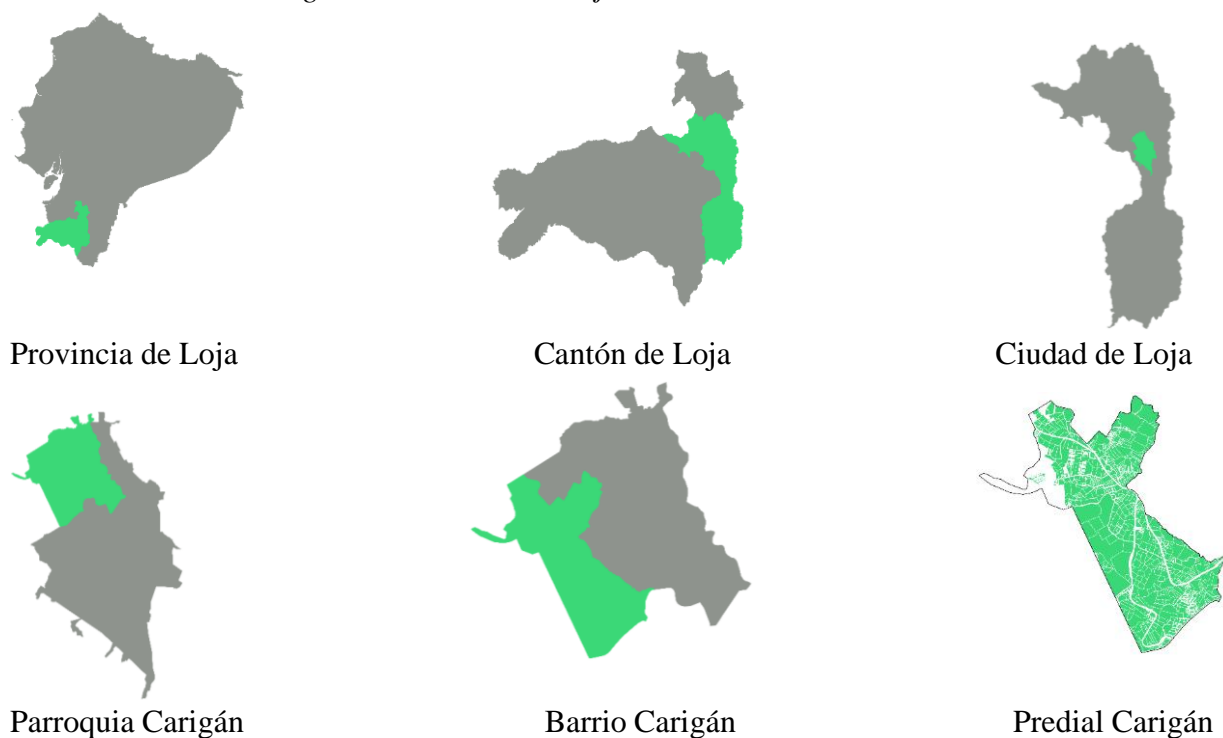 Provincia de Loja
Cantón de Loja
Ciudad de Loja
Parroquia Carigán
Barrio Carigán
Predial Carigán